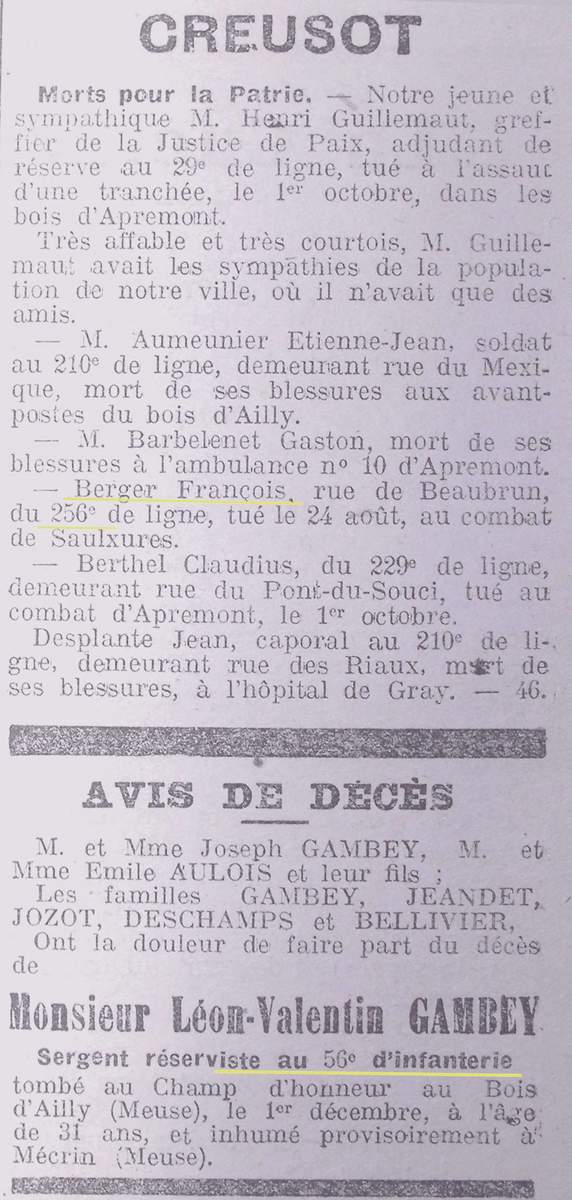 CREUSOT
Morts pour la Patrie. — Notre jeune et
sympathique M. Henri Guillemaut, gref-
fier de la Justice de Paix, adjudant de
réserve au 29e de ligne, tué à l'assaut
d'une tranchée, le 1er octobre, dans les
bois d'Apremont.
Très affable et très courtois, M. Guille-
maut avait les sympathies de la popula-
tion de notre ville, où il n'avait que des
amis.
— M. Aumeunier Etienne-Jean, soldat
au 210e de ligne, demeurant rue du Mexi-
que, mort de ses blessures aux avant-
postes du bois d'Ailly.
— M. Barbelenet Gaston, mort de ses
blessures à l'ambulance no 10 d'Apremont.
— Berger François, rue de Beaubrun,
du 256e de ligne, tué le 24 août, au combat
de Saulxures.
— Berthel Claudius, du 229e de ligne,
demeurant rue du Pont-du-Souci, tué au
combat d'Apremont, le 1er octobre.
Desplante Jean, caporal au 210e de li-
gne, demeurant rue des Riaux, mort de
ses blessures, à l'hôpital de Gray. — 46.
AVIS DE DÉCÈS
M. et Mme Joseph GAMBEY, M. et
Mme Emile AULOIS et leur fils ;
Les familles GAMBEY, JEANDET,
JOZOT, DESCHAMPS et BELLIVIER,
Ont la douleur de faire part du décès
de
Monsieur Léon-Valentin GAMBEY
Sergent réserviste au 56e d'infanterie
tombé au Champ d'honneur au Bois
d'Ailly (Meuse), le 1er décembre, à l'âge
de 31 ans, et inhumé provisoirement à
Mécrin (Meuse).